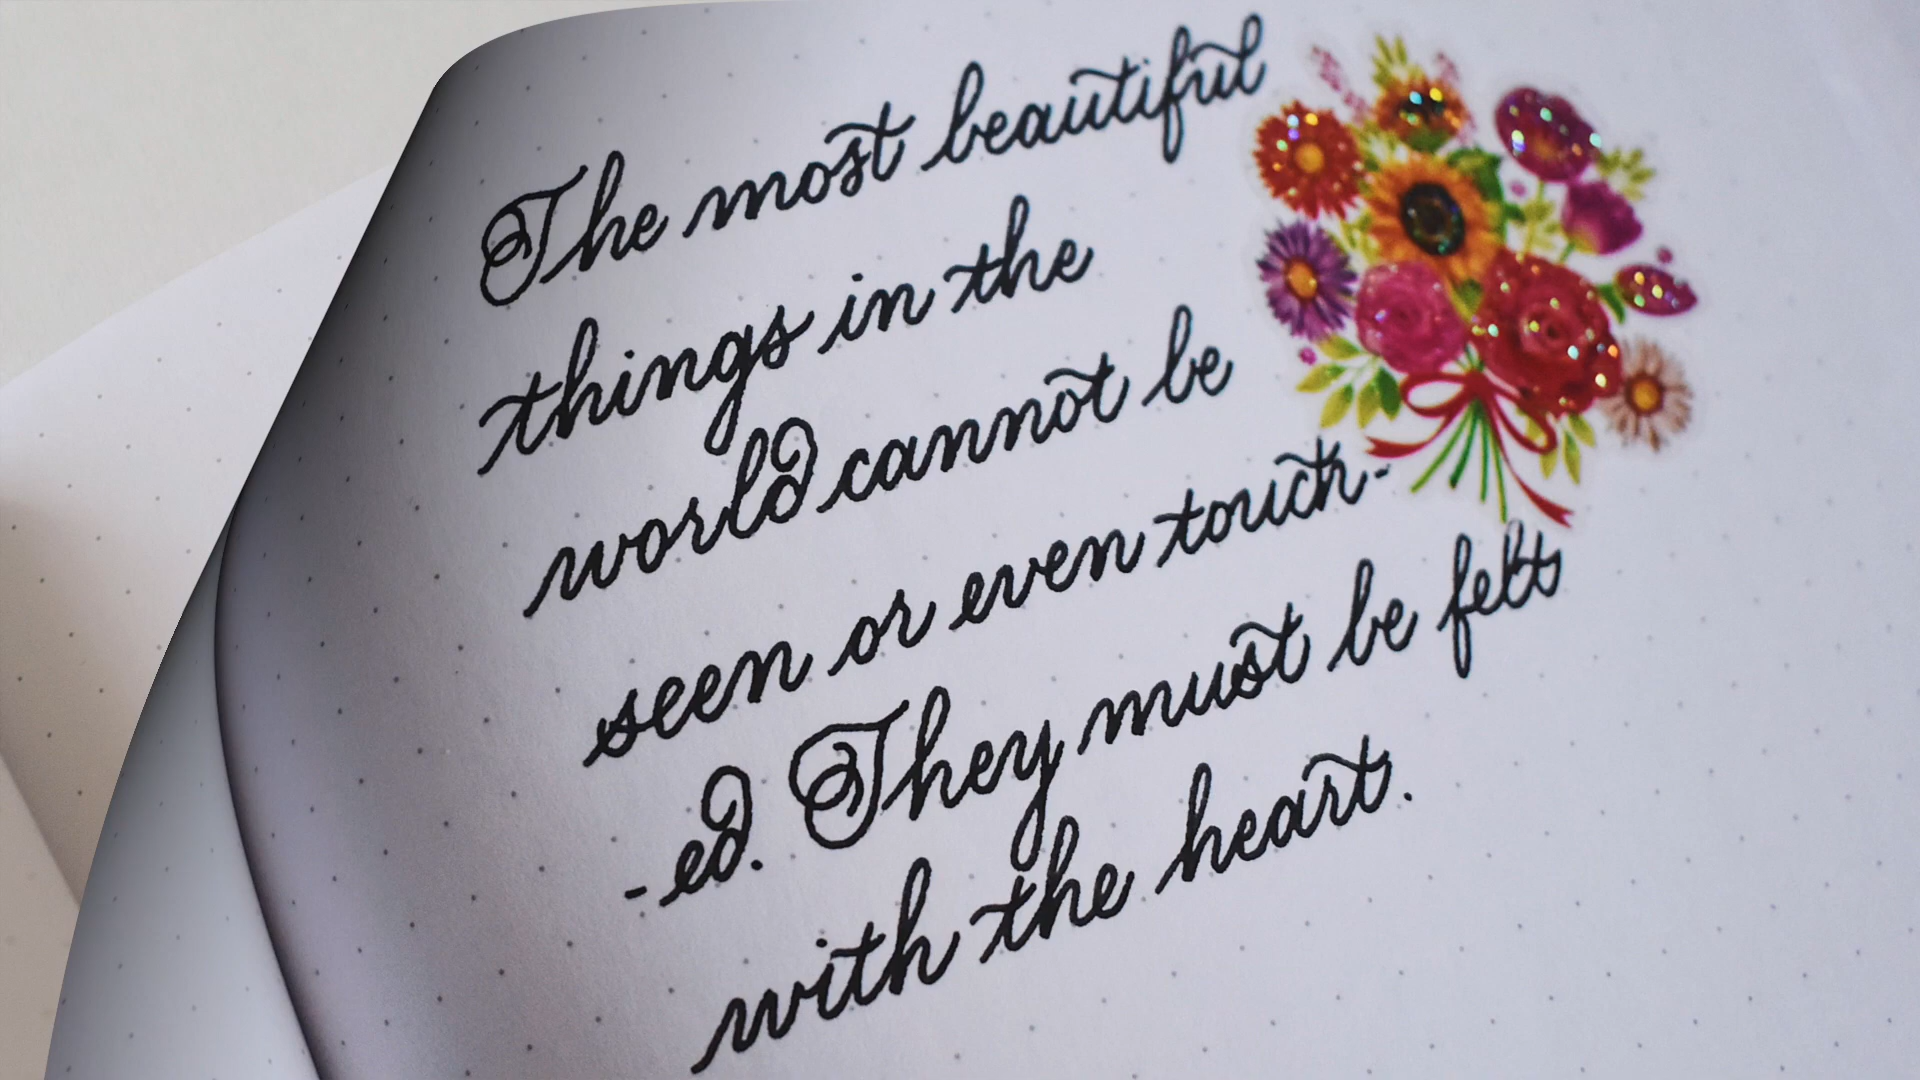 The most beautiful
things in the
world cannot be
seen or even touch-
-ed. They must be felt
with the heart.